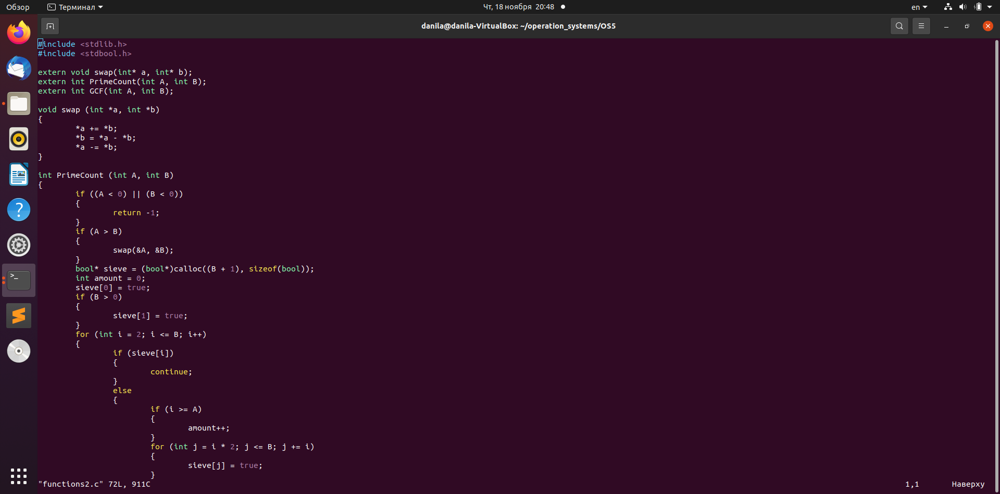 Обзор Терминал Чт, 18 ноября 20:48 en
danila@danila-VirtualBox: ~/operation_systems/OS5
#include <stdlib.h>
#include <stdbool.h>
extern void swap(int* a, int* b);
extern int PrimeCount(int A, int B);
extern int GCF(int A, int B);
void swap (int *a, int *b)
{
*a += *b;
*b = *a - *b;
*a -= *b;
}
int PrimeCount (int A, int B)
{
if ((A < 0) || (B < 0))
{
return -1;
}
if (A > B)
{
swap(&A, &B);
}
bool* sieve = (bool*)calloc((B + 1), sizeof(bool));
int amount = 0;
sieve[0] = true;
if (B > 0)
{
sieve[1] = true;
}
for (int i = 2; i <= B; i++)
{
if (sieve[i])
{
continue;
}
else
{
if (i >= A)
{
amount++;
}
for (int j = i * 2; j <= B; j += i)
{
sieve[j] = true;
}
"functions2.c" 72L, 911C 1,1 Наверху